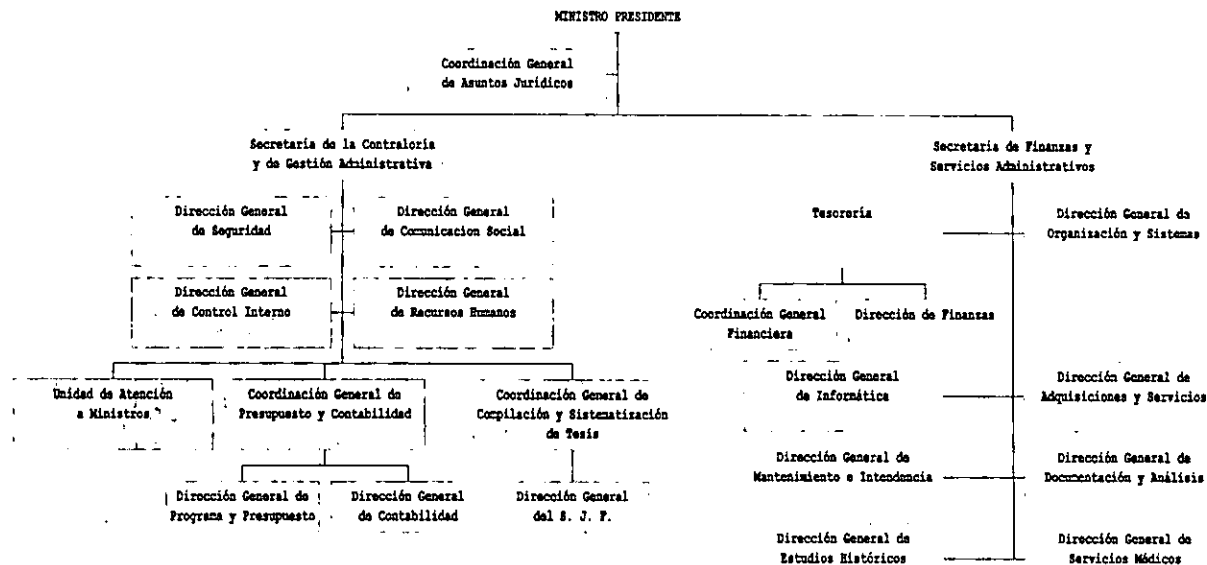 MINISTRO PRESIDENTE
Coordinación General
de Asuntos Jurídicos
Secretaría de la Contraloría
y de Gestión Administrativa
Secretaria de Finanzas y
Servicios Administrativos
Dirección General
de Seguridad
Dirección General
de Comunicacion Social
Tesorería
Dirección General de
Organización y Sistemas
Dirección General
de Control Interno
Dirección General
de Recursos Humanos
Coordinación General
Financiera
Dirección de Finanzas
Unidad de Atención
a Ministros
Coordinación General de
Presupuesto y Contabilidad
Coordinación General de
Compilación y Sistematización
de Tesis
Dirección General
de Informática
Dirección General de
Adquisiciones y Servicios
Dirección General de
Mantenimiento e Intendencia
Dirección General de
Documentación y Análisis
Dirección General de
Programa y Presupuesto
Dirección General
de Contabilidad
Dirección General
del S. J. F.
Dirección General de
Estudios Históricos
Dirección General de
Servicios Médicos